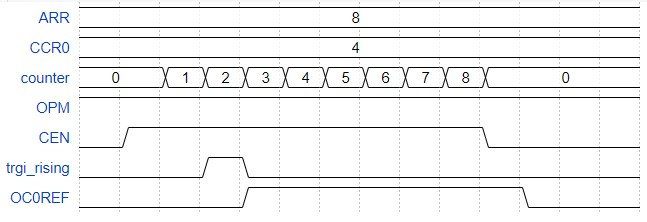 ARR 8
CCR0 4
counter 0 1 2 3 4 5 6 7 8 0
OPM
CEN
trgi_rising
OC0REF